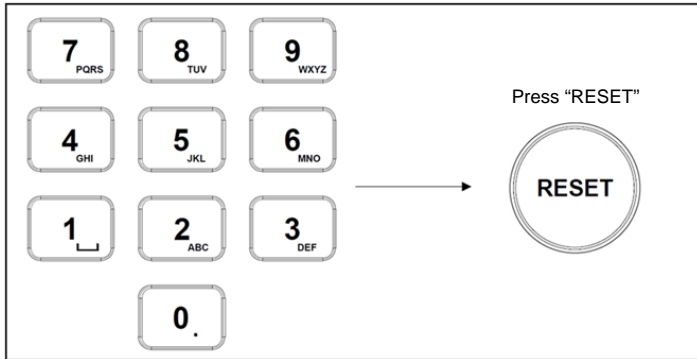 7 PQRS 8 TUV 9 WXYZ
Press “RESET”
4 GHI 5 JKL 6 MNO
RESET
1 2 ABC 3 DEF
0 .